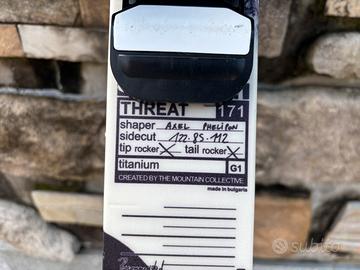 THREAT 171
shaper AXEL PHELIPON
sidecut 122.85.112
tip rocker X tail rocker X
titanium G1
CREATED BY THE MOUNTAIN COLLECTIVE
made in bulgaria
subito